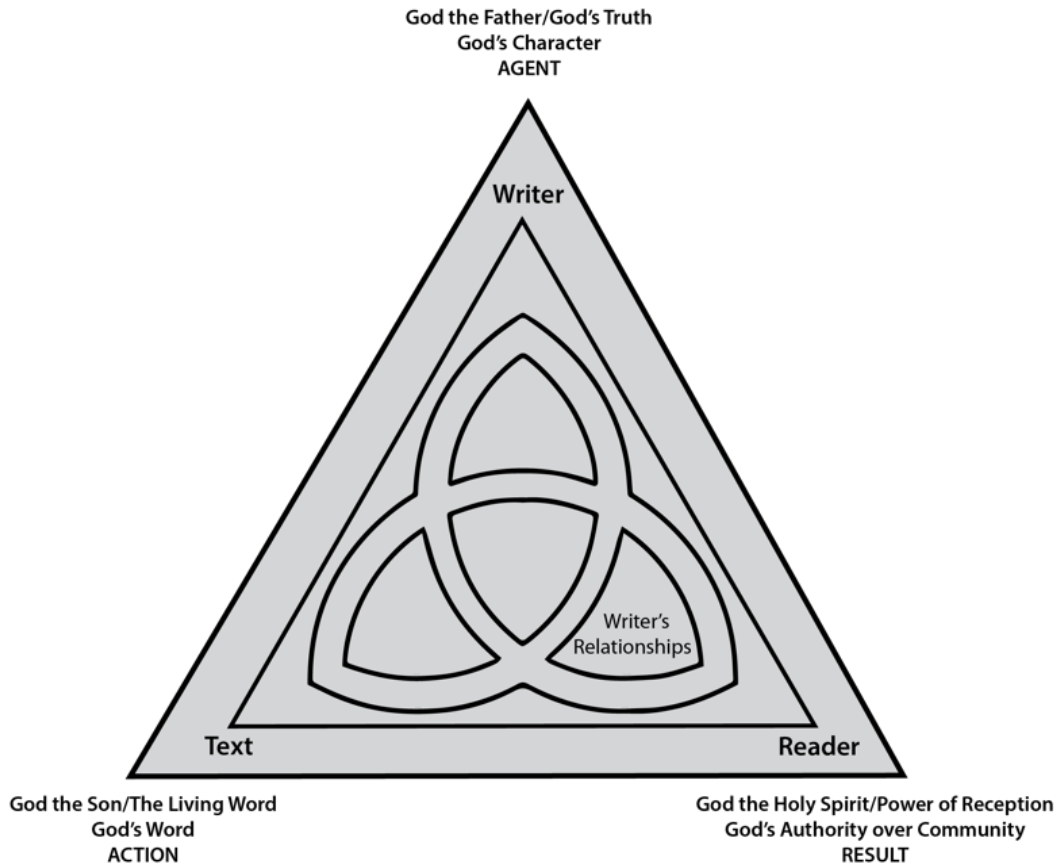 God the Father/God’s Truth
God’s Character
AGENT
Writer
Writer’s
Relationships
Text
Reader
God the Son/The Living Word
God’s Word
ACTION
God the Holy Spirit/Power of Reception
God’s Authority over Community
RESULT